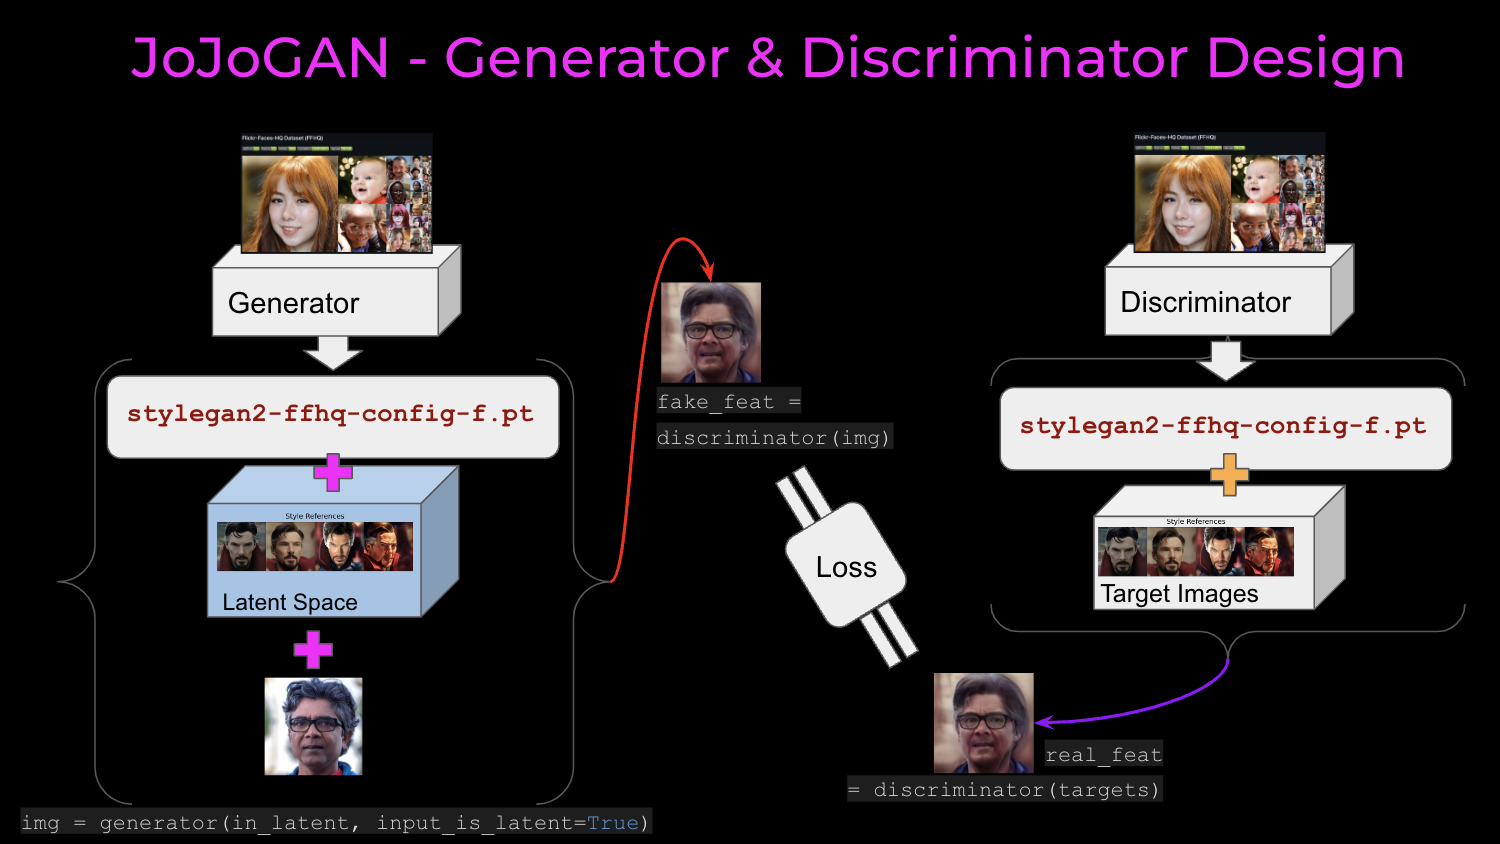 JoJoGAN - Generator & Discriminator Design
Flickr-Faces-HQ Dataset (FFHQ)
Generator
stylegan2-ffhq-config-f.pt
Style References
Latent Space
img = generator(in_latent, input_is_latent=True)
fake_feat =
discriminator(img)
Loss
real_feat
= discriminator(targets)
Flickr-Faces-HQ Dataset (FFHQ)
Discriminator
stylegan2-ffhq-config-f.pt
Style References
Target Images